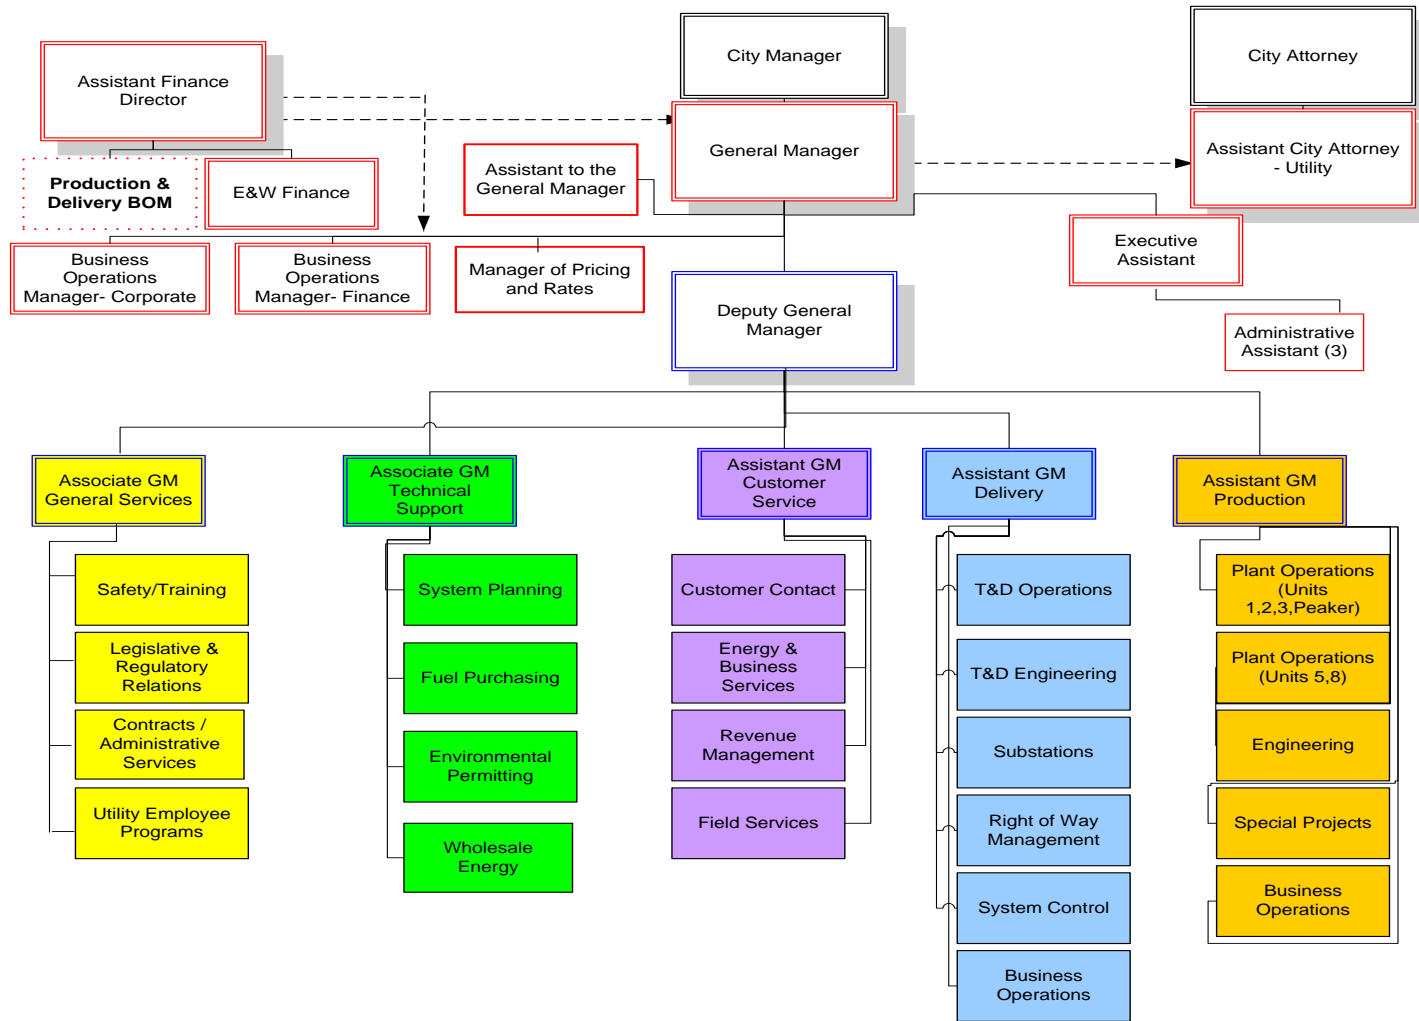 City Manager
City Attorney
Assistant Finance
Director
General Manager
Assistant City Attorney
- Utility
Assistant to the
General Manager
Production &
Delivery BOM
E&W Finance
Executive
Assistant
Business
Operations
Manager- Corporate
Business
Operations
Manager- Finance
Manager of Pricing
and Rates
Deputy General
Manager
Administrative
Assistant (3)
Associate GM
General Services
Associate GM
Technical
Support
Assistant GM
Customer
Service
Assistant GM
Delivery
Assistant GM
Production
Safety/Training
Legislative &
Regulatory
Relations
Contracts /
Administrative
Services
Utility Employee
Programs
System Planning
Fuel Purchasing
Environmental
Permitting
Wholesale
Energy
Customer Contact
Energy &
Business
Services
Revenue
Management
Field Services
T&D Operations
T&D Engineering
Substations
Right of Way
Management
System Control
Business
Operations
Plant Operations
(Units
1,2,3,Peaker)
Plant Operations
(Units 5,8)
Engineering
Special Projects
Business
Operations